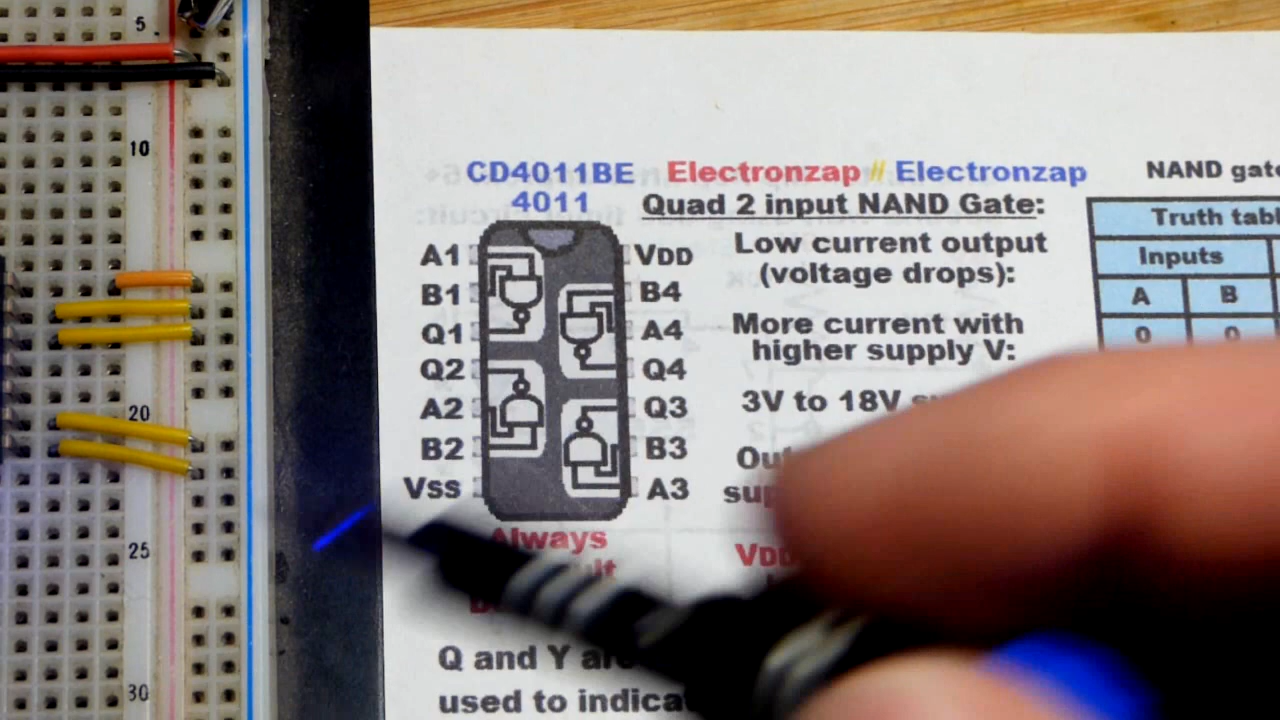 5
10
20
25
30
CD4011BE Electronzap // Electronzap
4011
Quad 2 input NAND Gate:
NAND gate
Truth tab
Inputs
A B
0 0
Low current output
(voltage drops):
More current with
higher supply V:
3V to 18V
A1 VDD
B1 B4
Q1 A4
Q2 Q4
A2 Q3
B2 B3
Vss A3
Always
Q and Y are
used to indica